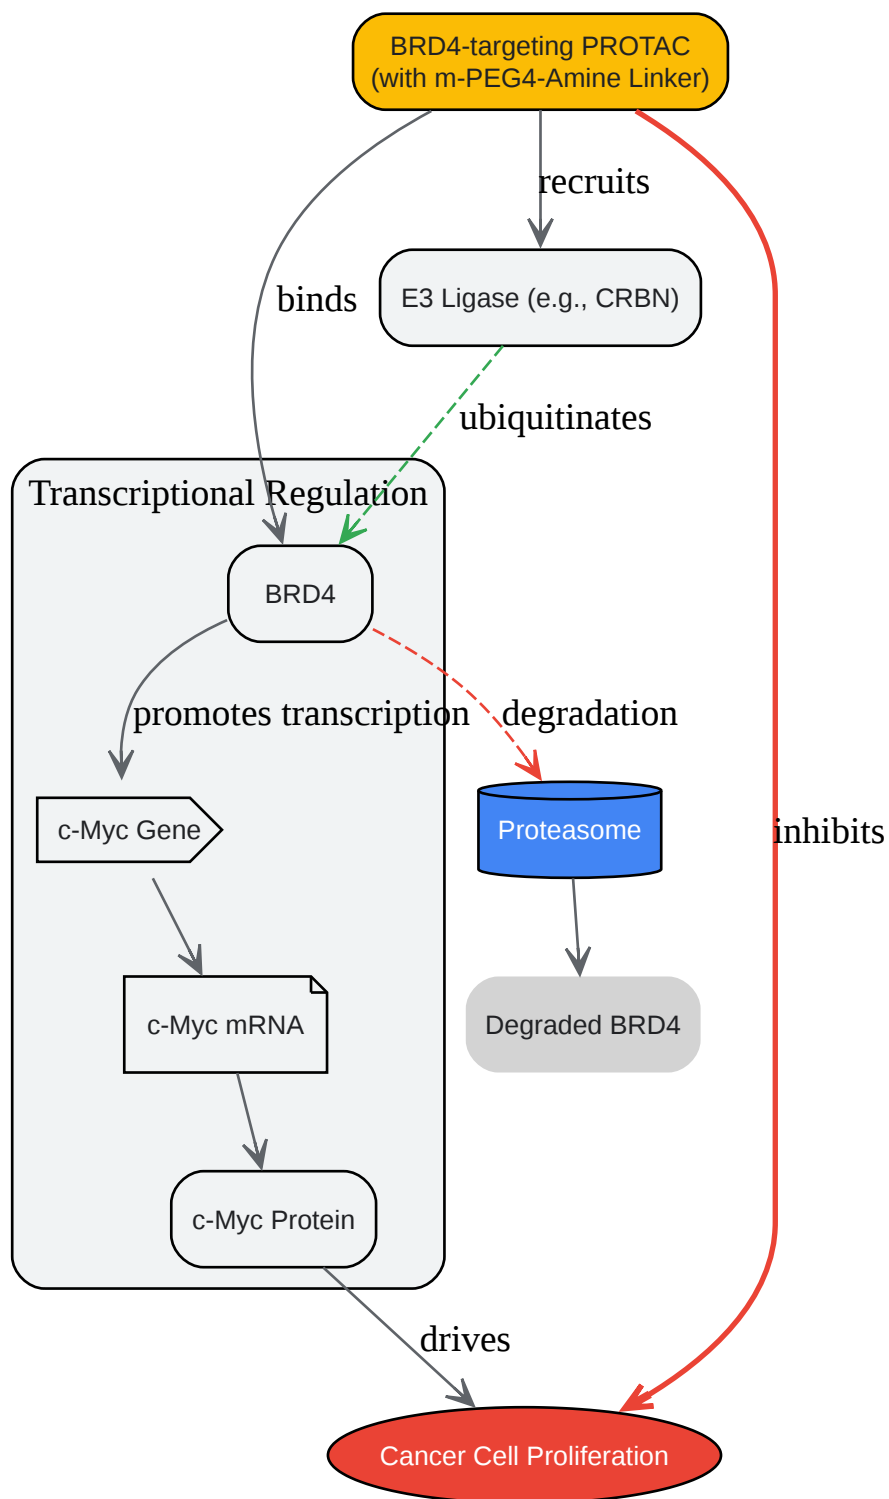 BRD4-targeting PROTAC
(with m-PEG4-Amine Linker)
recruits
binds
E3 Ligase (e.g., CRBN)
ubiquitinates
Transcriptional Regulation
BRD4
promotes transcription
degradation
c-Myc Gene
Proteasome
inhibits
c-Myc mRNA
Degraded BRD4
c-Myc Protein
drives
Cancer Cell Proliferation